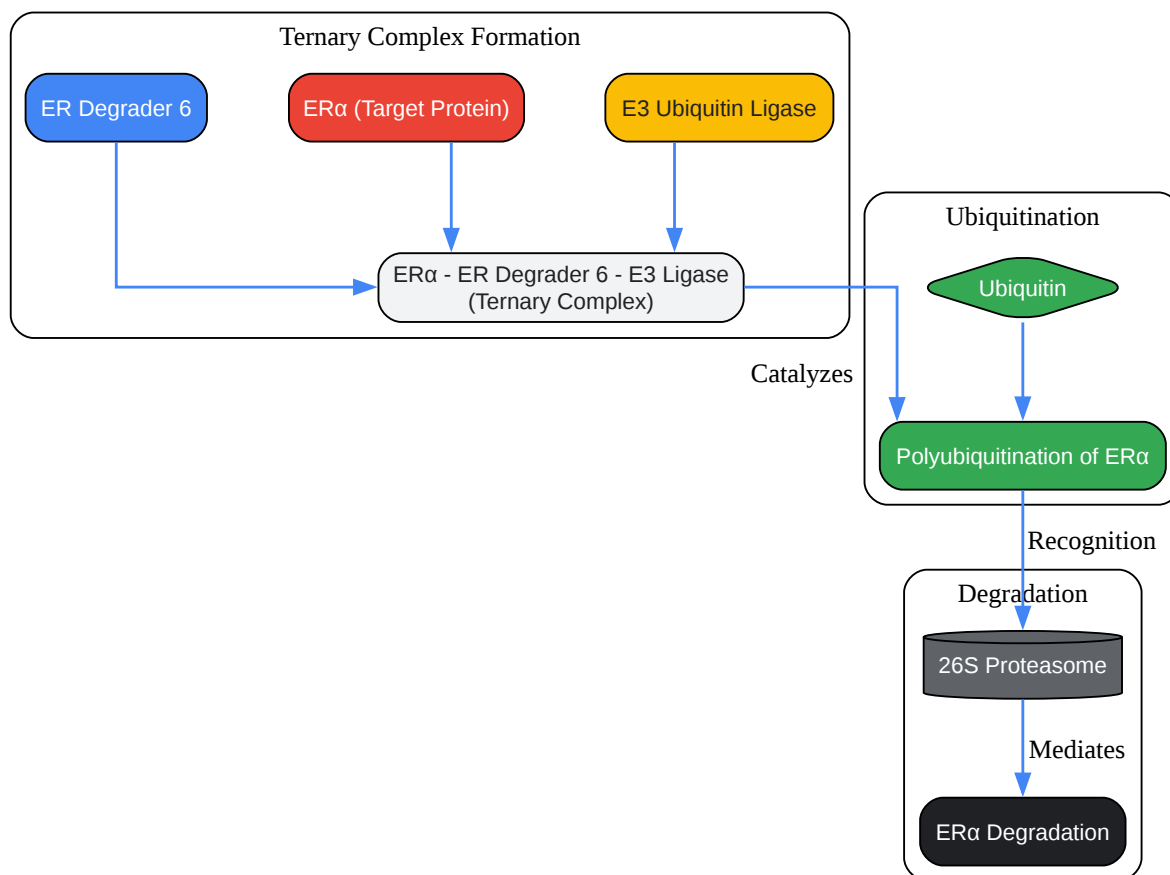 Ternary Complex Formation
ER Degrader 6
ERα (Target Protein)
E3 Ubiquitin Ligase
ERα - ER Degrader 6 - E3 Ligase
(Ternary Complex)
Ubiquitination
Ubiquitin
Catalyzes
Polyubiquitination of ERα
Recognition
Degradation
26S Proteasome
Mediates
ERα Degradation